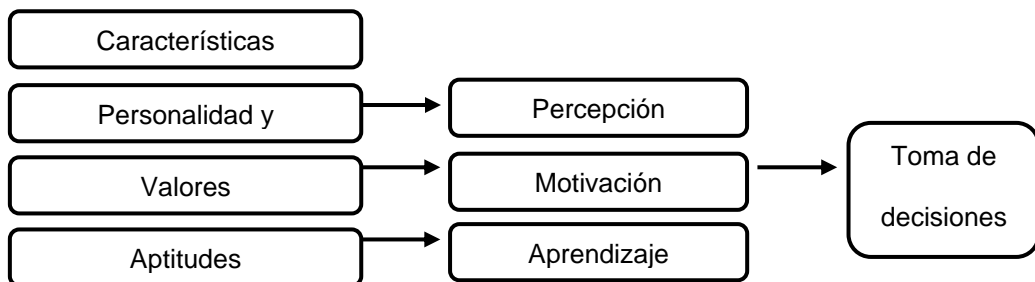 Características
Personalidad y
Valores
Aptitudes
Percepción
Motivación
Aprendizaje
Toma de
decisiones